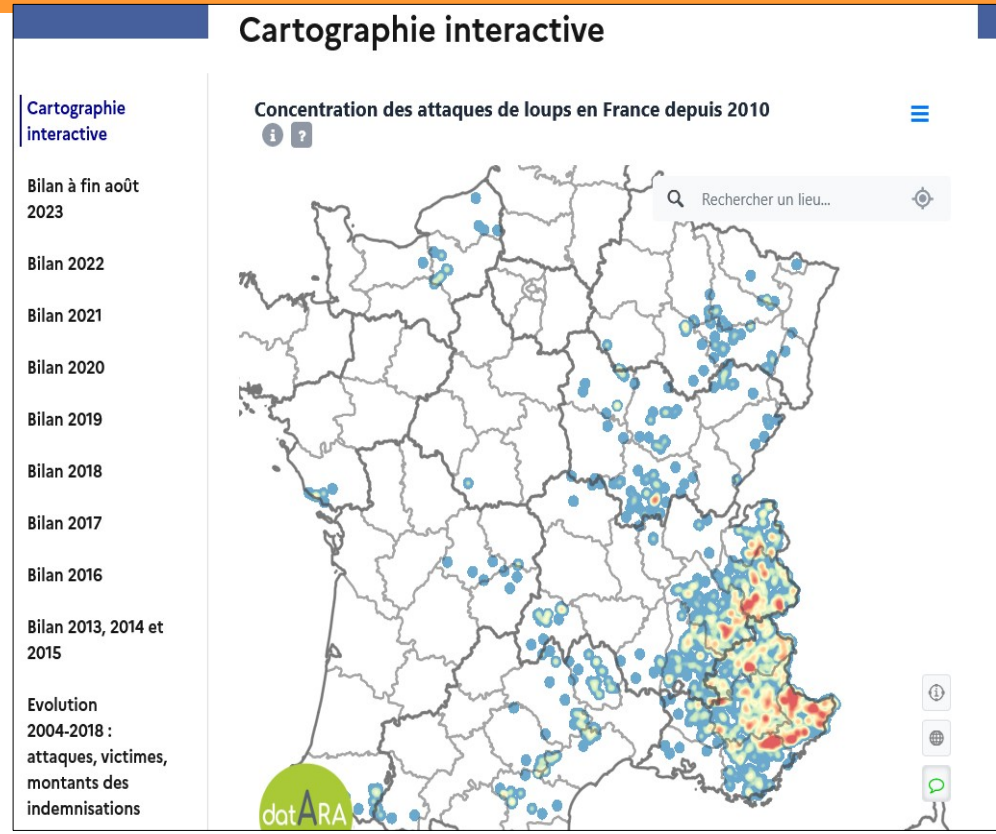 Cartographie interactive
Cartographie
interactive
Bilan à fin août
2023
Bilan 2022
Bilan 2021
Bilan 2020
Bilan 2019
Bilan 2018
Bilan 2017
Bilan 2016
Bilan 2013, 2014 et
2015
Evolution
2004-2018 :
attaques, victimes,
montants des
indemnisations
Concentration des attaques de loups en France depuis 2010
i ?
Rechercher un lieu...
datARA